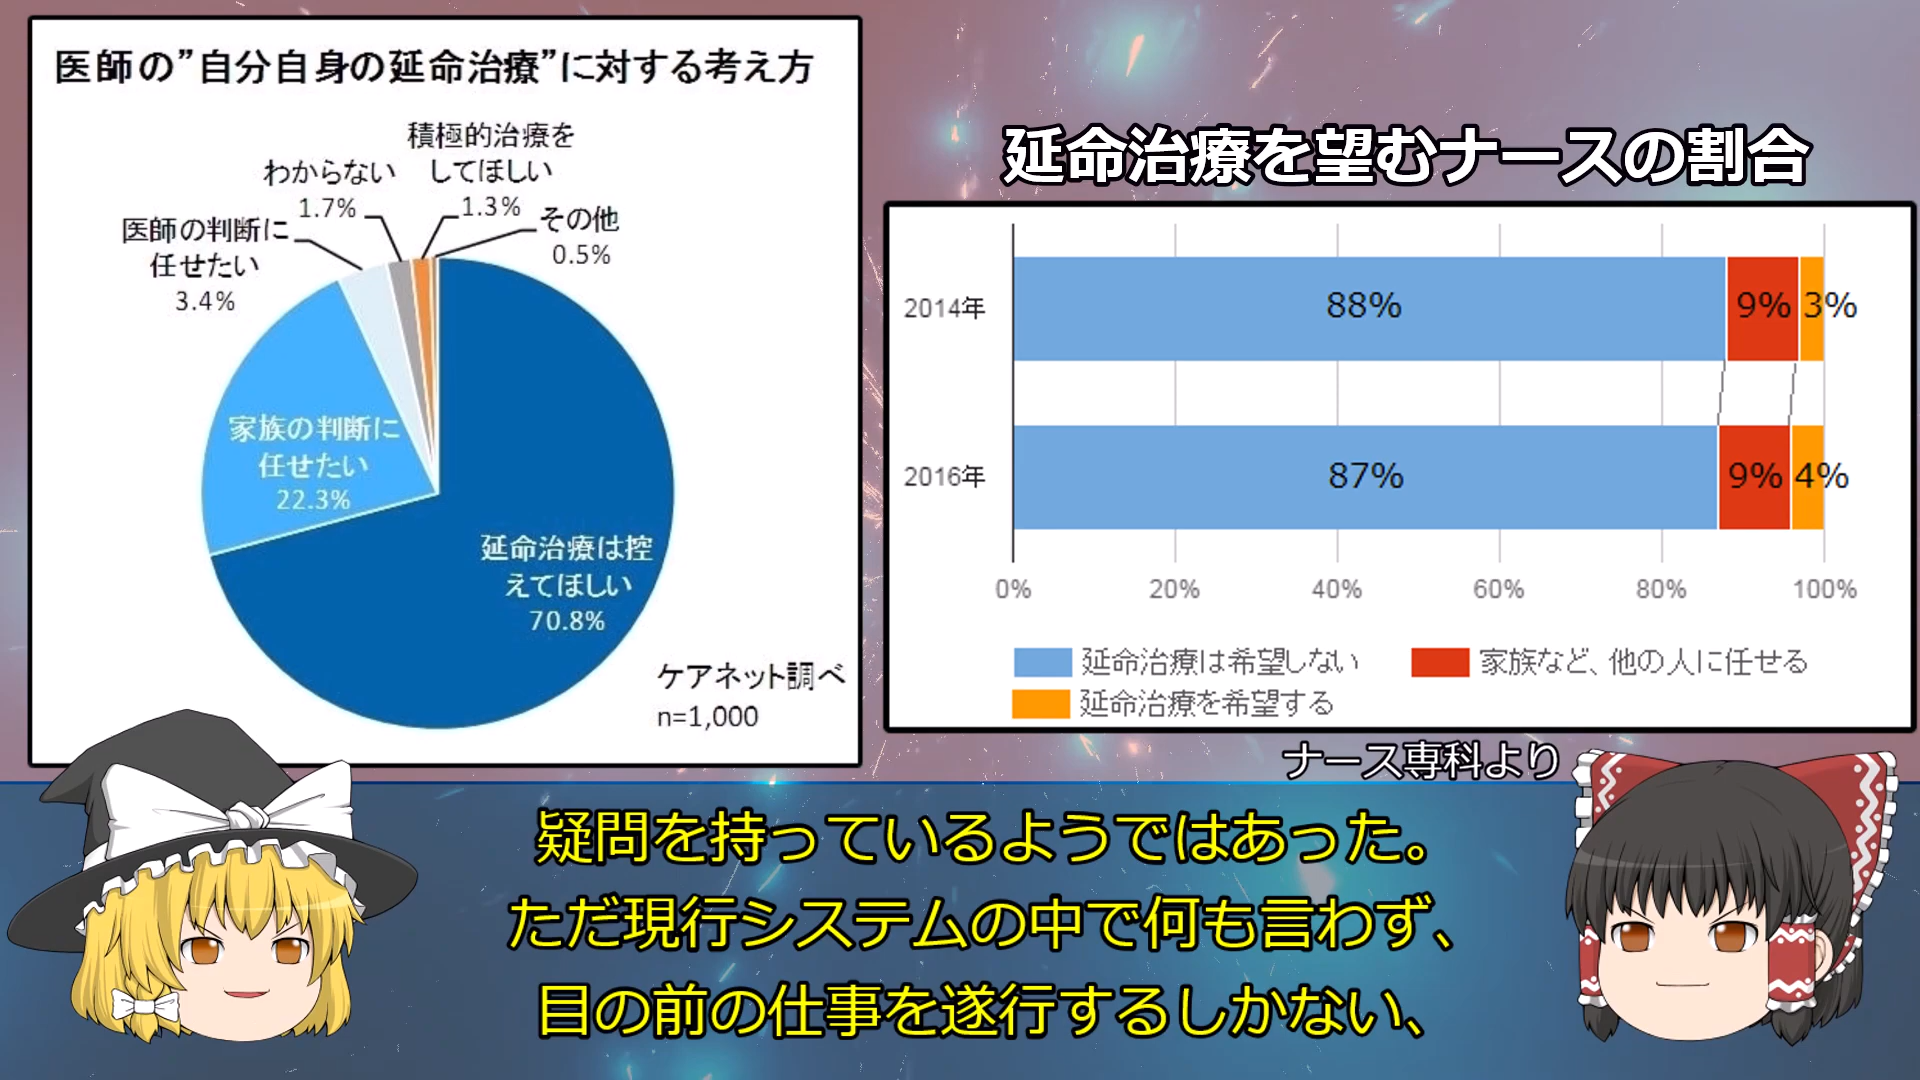 医師の”自分自身の延命治療”に対する考え方
積極的治療を
してほしい
1.3%
わからない
1.7%
その他
0.5%
医師の判断に
任せたい
3.4%
家族の判断に
任せたい
22.3%
延命治療は控
えてほしい
70.8%
ケアネット調べ
n=1,000
延命治療を望むナースの割合
2014年
88%
9%
3%
2016年
87%
9%
4%
0%
20%
40%
60%
80%
100%
延命治療は希望しない
家族など、他の人に任せる
延命治療を希望する
ナース専科より
疑問を持っているようではあった。
ただ現行システムの中で何も言わず、
目の前の仕事を遂行するしかない、